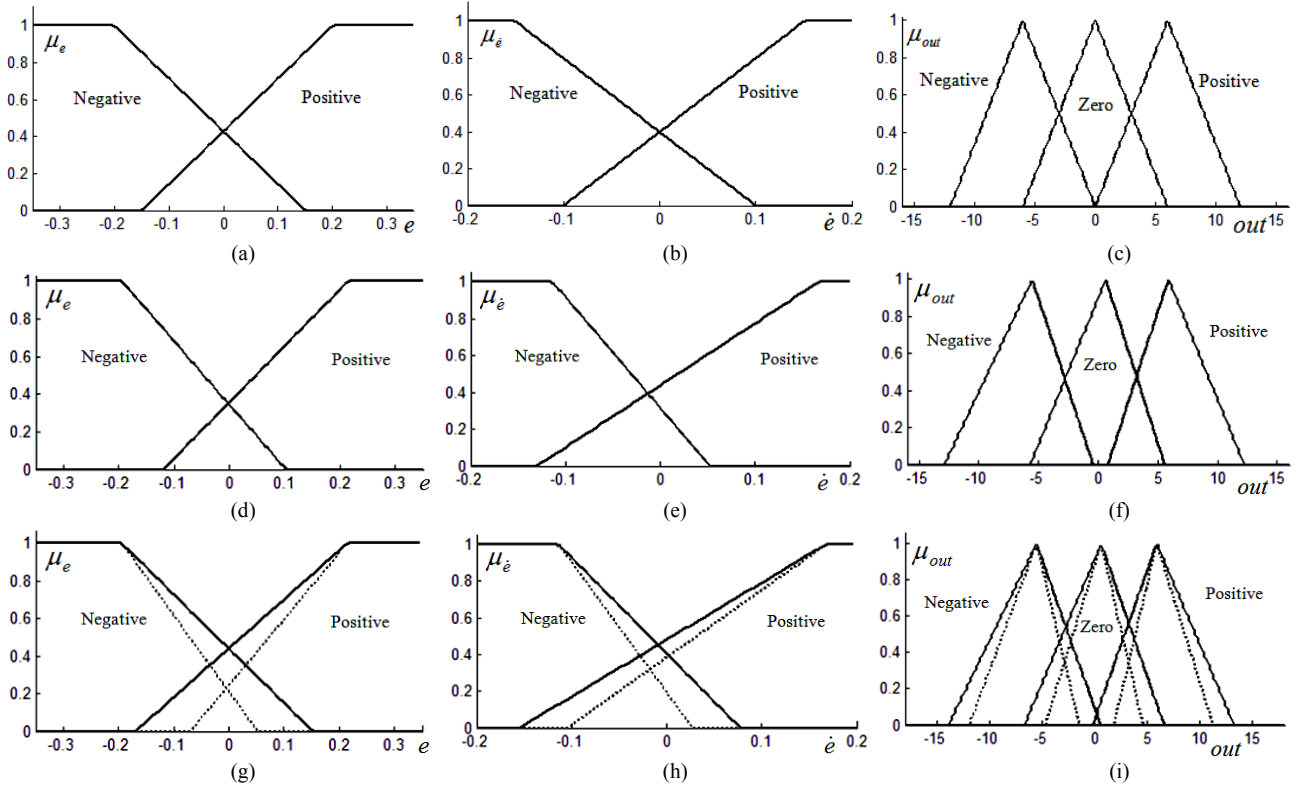 1
0.8
0.6
0.4
0.2
0
μe
Negative
Positive
-0.3 -0.2 -0.1 0 0.1 0.2 0.3 e
(a)
1
0.8
0.6
0.4
0.2
0
μė
Negative
Positive
-0.2 -0.1 0 0.1 0.2
ė
(b)
1
0.8
0.6
0.4
0.2
0
μout
Negative
Zero
Positive
-15 -10 -5 0 5 10 out 15
(c)
1
0.8
0.6
0.4
0.2
0
μe
Negative
Positive
-0.3 -0.2 -0.1 0 0.1 0.2 0.3 e
(d)
1
0.8
0.6
0.4
0.2
0
μė
Negative
Positive
-0.2 -0.1 0 0.1 0.2
ė
(e)
1
0.8
0.6
0.4
0.2
0
μout
Negative
Zero
Positive
-15 -10 -5 0 5 10 15
out
(f)
1
0.8
0.6
0.4
0.2
0
μe
Negative
Positive
-0.3 -0.2 -0.1 0 0.1 0.2 0.3 e
(g)
1
0.8
0.6
0.4
0.2
0
μė
Negative
Positive
-0.2 -0.1 0 0.1 0.2
ė
(h)
1
0.8
0.6
0.4
0.2
0
μout
Negative
Zero
Positive
-15 -10 -5 0 5 10 15
out
(i)